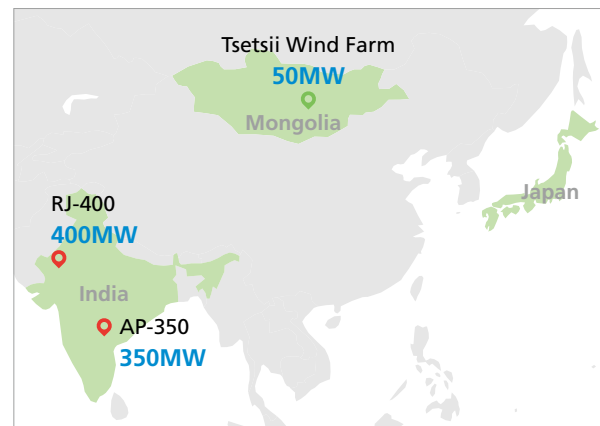 Tsetsii Wind Farm
50MW
Mongolia
Japan
RJ-400
400MW
India
AP-350
350MW